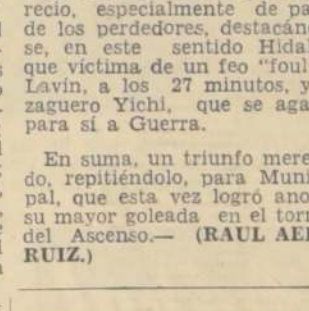 recio, especialmente de pa
de los perdedores, destacánd
se, en este sentido Hidal
que víctima de un feo "foul
Lavín, a los 27 minutos, y
zaguero Yichi, que se aga
para sí a Guerra.
En suma, un triunfo mere
do, repitiéndolo, para Muni
pal, que esta vez logró ano
su mayor goleada en el torn
del Ascenso.— (RAUL AE
RUIZ.)